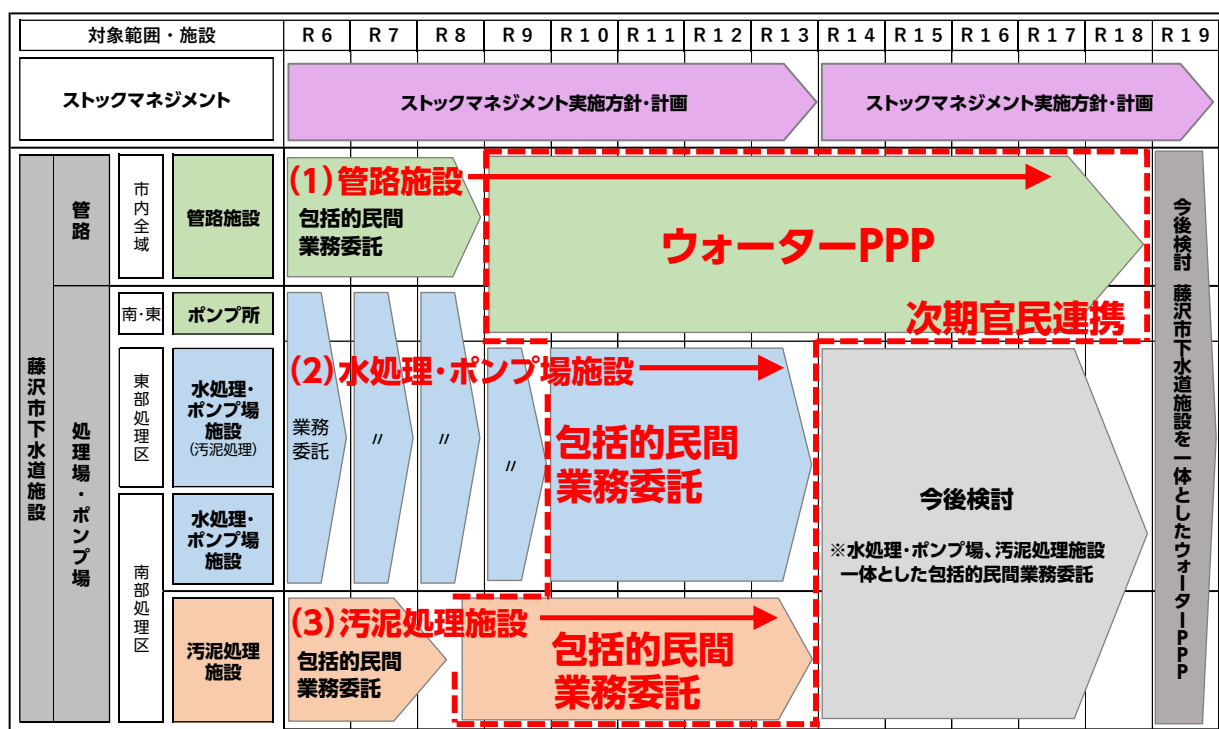 対象範囲・施設 R6 R7 R8 R9 R10 R11 R12 R13 R14 R15 R16 R17 R18 R19
ストックマネジメント
ストックマネジメント実施方針・計画
ストックマネジメント実施方針・計画
藤沢市下水道施設
管路
市内全域
管路施設
(1)管路施設
包括的民間
業務委託
ウォーターPPP
次期官民連携
処理場・ポンプ場
南・東
ポンプ所
東部処理区
水処理・
ポンプ場
施設
(汚泥処理)
(2)水処理・ポンプ場施設
業務
委託
〃
〃
〃
包括的民間
業務委託
南部処理区
水処理・
ポンプ場
施設
汚泥処理
施設
(3)汚泥処理施設
包括的民間
業務委託
包括的民間
業務委託
今後検討
※水処理・ポンプ場、汚泥処理施設
一体とした包括的民間業務委託
今後検討 藤沢市下水道施設を一体としたウォーターPPP